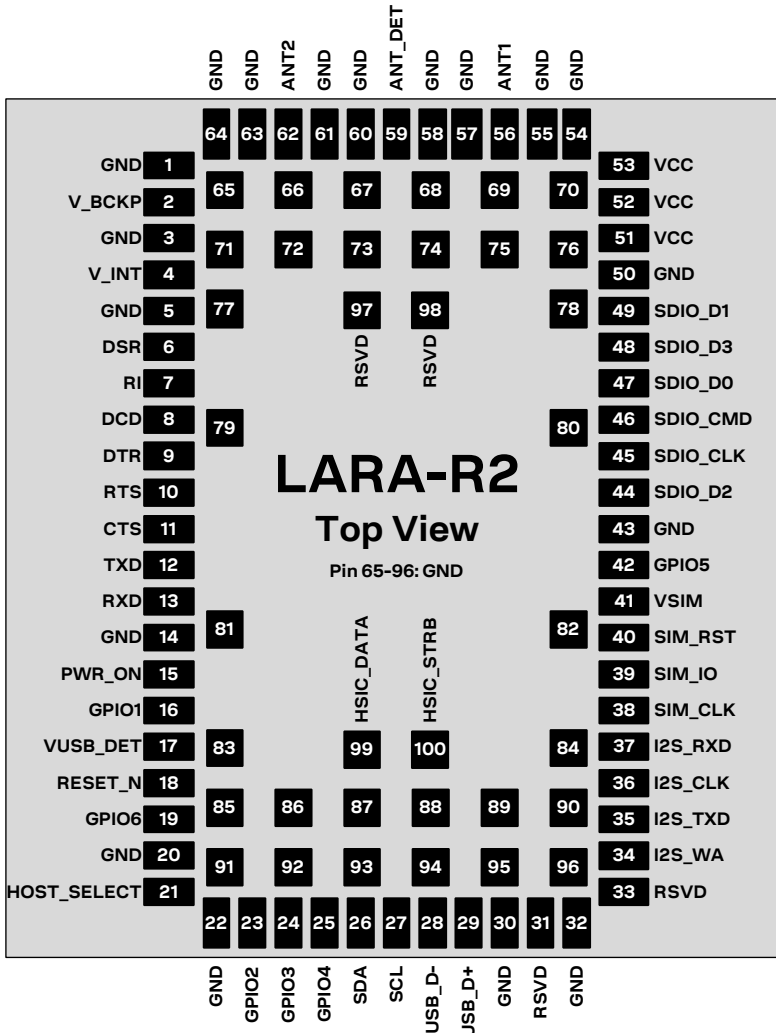 GND GND ANT2 GND GND ANT_DET GND GND ANT1 GND GND
64 63 62 61 60 59 58 57 56 55 54
GND 1 53 VCC
65 66 67 68 69 70
V_BCKP 2 52 VCC
GND 3 51 VCC
71 72 73 74 75 76
V_INT 4 50 GND
GND 5 77 97 98 78 49 SDIO_D1
RSVD RSVD
DSR 6 48 SDIO_D3
RI 7 47 SDIO_D0
DCD 8 79 80 46 SDIO_CMD
DTR 9 45 SDIO_CLK
LARA-R2
RTS 10 44 SDIO_D2
CTS 11 43 GND
Top View
TXD 12 42 GPIO5
Pin 65-96: GND
RXD 13 41 VSIM
81 82
GND 14 40 SIM_RST
HSIC_DATA HSIC_STRB
PWR_ON 15 39 SIM_IO
GPIO1 16 38 SIM_CLK
VUSB_DET 17 83 99 100 84 37 I2S_RXD
RESET_N 18 36 I2S_CLK
85 86 87 88 89 90
GPIO6 19 35 I2S_TXD
GND 20 34 I2S_WA
91 92 93 94 95 96
HOST_SELECT 21 33 RSVD
22 23 24 25 26 27 28 29 30 31 32
GND GPIO2 GPIO3 GPIO4 SDA SCL USB_D- USB_D+ GND RSVD GND